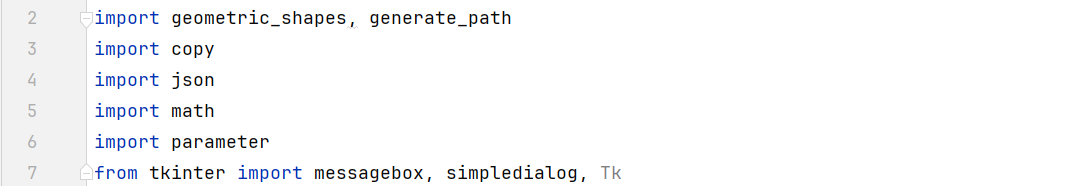 2 import geometric_shapes, generate_path
3 import copy
4 import json
5 import math
6 import parameter
7 from tkinter import messagebox, simpledialog, Tk